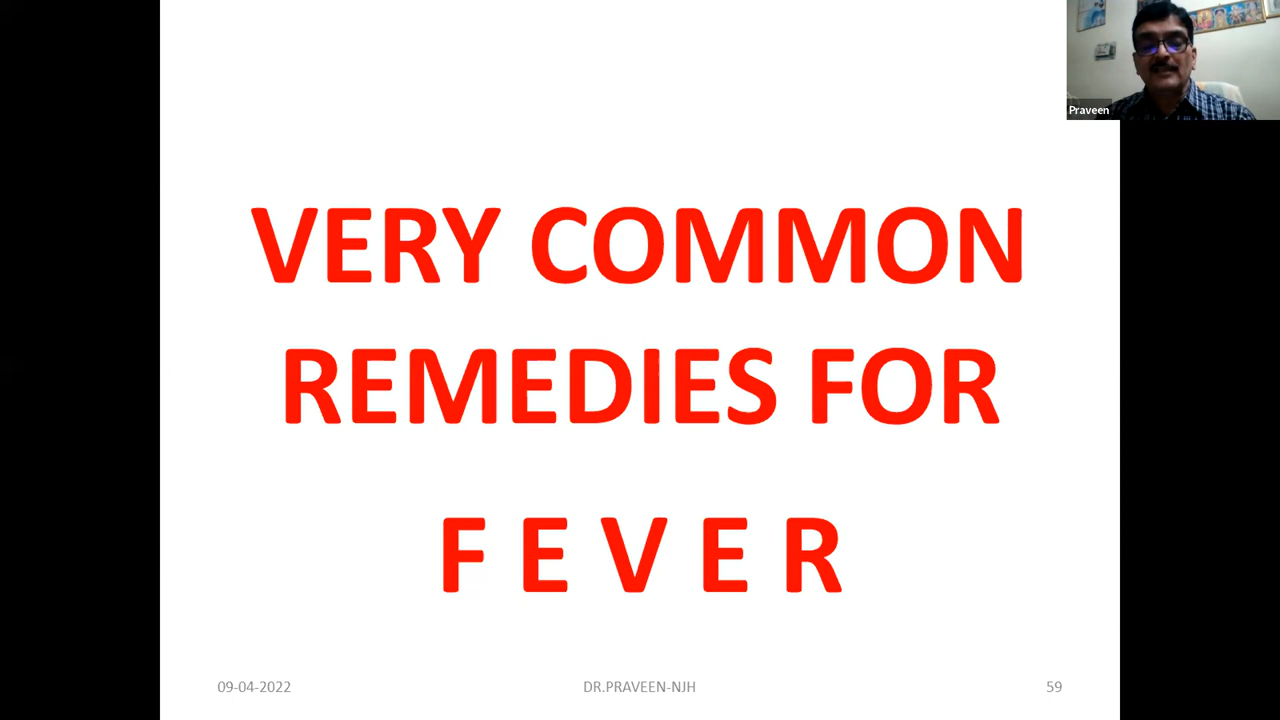 Praveen
VERY COMMON
REMEDIES FOR
F E V E R
09-04-2022
DR.PRAVEEN-NJH
59